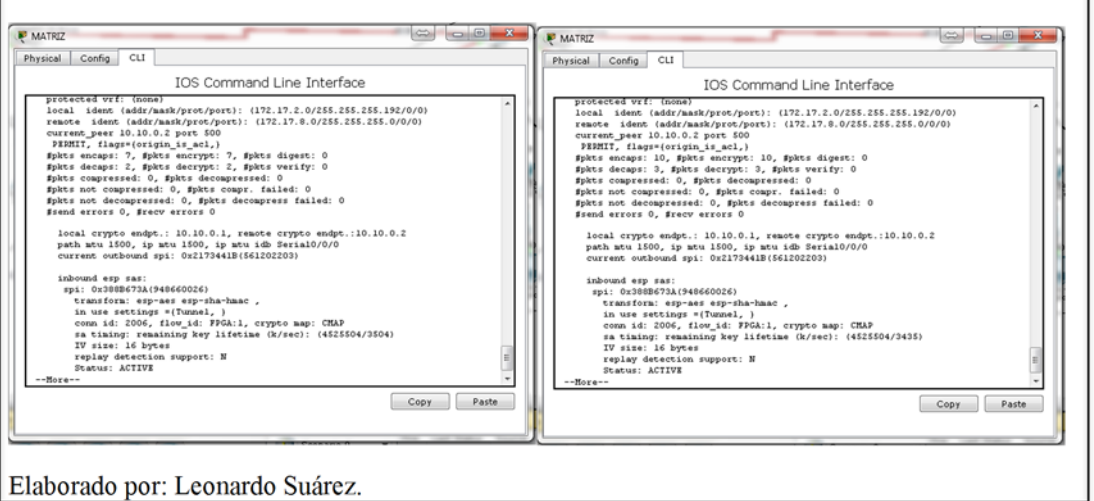 MATRIZ
Physical Config CLI
IOS Command Line Interface
protected vrf: (none)
local ident (addr/mask/prot/port): (172.17.2.0/255.255.255.192/0/0)
remote ident (addr/mask/prot/port): (172.17.8.0/255.255.255.0/0/0)
current_peer 10.10.0.2 port 500
PERMIT, flags={origin_is_acl,}
#pkts encaps: 7, #pkts encrypt: 7, #pkts digest: 0
#pkts decaps: 2, #pkts decrypt: 2, #pkts verify: 0
#pkts compressed: 0, #pkts decompressed: 0
#pkts not compressed: 0, #pkts compr. failed: 0
#pkts not decompressed: 0, #pkts decompress failed: 0
#send errors 0, #recv errors 0
local crypto endpt.: 10.10.0.1, remote crypto endpt.:10.10.0.2
path mtu 1500, ip mtu 1500, ip mtu idb Serial0/0/0
current outbound spi: 0x2173441B(561202203)
inbound esp sas:
spi: 0x388B673A(948660026)
transform: esp-aes esp-sha-hmac ,
in use settings ={Tunnel, }
conn id: 2006, flow_id: FPGA:1, crypto map: CMAP
sa timing: remaining key lifetime (k/sec): (4525504/3504)
IV size: 16 bytes
replay detection support: N
Status: ACTIVE
--More--
Copy Paste
MATRIZ
Physical Config CLI
IOS Command Line Interface
protected vrf: (none)
local ident (addr/mask/prot/port): (172.17.2.0/255.255.255.192/0/0)
remote ident (addr/mask/prot/port): (172.17.8.0/255.255.255.0/0/0)
current_peer 10.10.0.2 port 500
PERMIT, flags={origin_is_acl,}
#pkts encaps: 10, #pkts encrypt: 10, #pkts digest: 0
#pkts decaps: 3, #pkts decrypt: 3, #pkts verify: 0
#pkts compressed: 0, #pkts decompressed: 0
#pkts not compressed: 0, #pkts compr. failed: 0
#pkts not decompressed: 0, #pkts decompress failed: 0
#send errors 0, #recv errors 0
local crypto endpt.: 10.10.0.1, remote crypto endpt.:10.10.0.2
path mtu 1500, ip mtu 1500, ip mtu idb Serial0/0/0
current outbound spi: 0x2173441B(561202203)
inbound esp sas:
spi: 0x388B673A(948660026)
transform: esp-aes esp-sha-hmac ,
in use settings ={Tunnel, }
conn id: 2006, flow_id: FPGA:1, crypto map: CMAP
sa timing: remaining key lifetime (k/sec): (4525504/3435)
IV size: 16 bytes
replay detection support: N
Status: ACTIVE
--More--
Copy Paste
Elaborado por: Leonardo Suárez.